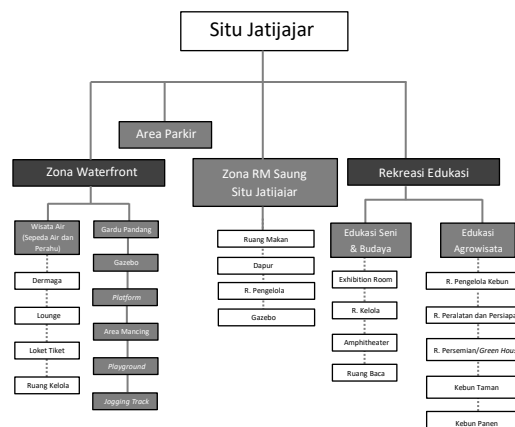 Situ Jatijajar
Area Parkir
Zona Waterfront
Zona RM Saung
Situ Jatijajar
Rekreasi Edukasi
Wisata Air
(Sepeda Air dan
Perahu)
Dermaga
Lounge
Loket Tiket
Ruang Kelola
Gardu Pandang
Gazebo
Platform
Area Mancing
Playground
Jogging Track
Ruang Makan
Dapur
R. Pengelola
Gazebo
Edukasi Seni
& Budaya
Exhibition Room
R. Kelola
Amphitheater
Ruang Baca
Edukasi
Agrowisata
R. Pengelola Kebun
R. Peralatan dan Persiapa
R. Persemian/Green Hous
Kebun Taman
Kebun Panen